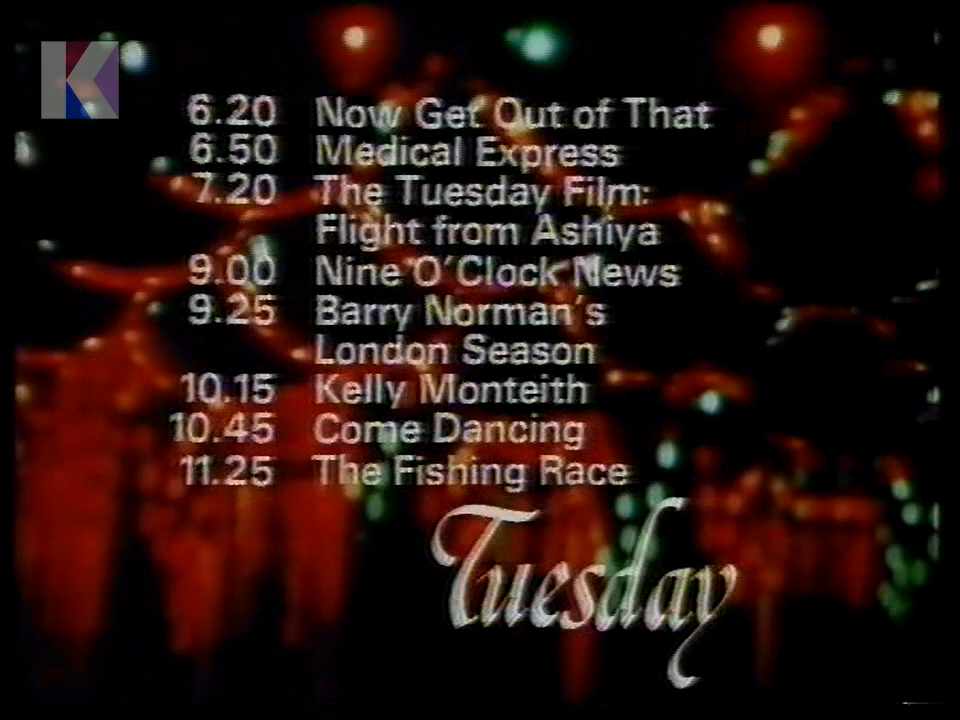 K
6.20 Now Get Out of That
6.50 Medical Express
7.20 The Tuesday Film:
Flight from Ashiya
9.00 Nine O'Clock News
9.25 Barry Norman's
London Season
10.15 Kelly Monteith
10.45 Come Dancing
11.25 The Fishing Race
Tuesday